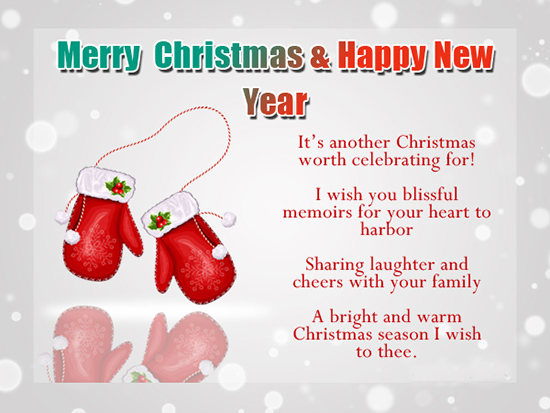 Merry Christmas & Happy New
Year
It's another Christmas
worth celebrating for!
I wish you blissful
memoirs for your heart to
harbor
Sharing laughter and
cheers with your family
A bright and warm
Christmas season I wish
to thee.